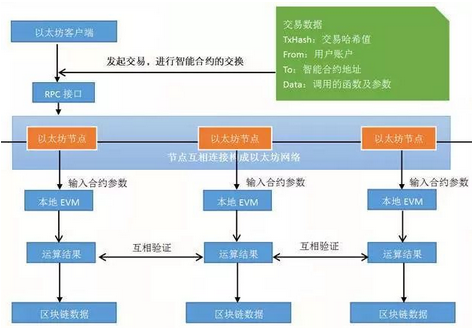 以太坊客户端
交易数据
TxHash：交易哈希值
From：用户账户
To：智能合约地址
Data：调用的函数及参数
发起交易，进行智能合约的交换
RPC 接口
以太坊节点
以太坊节点
以太坊节点
节点互相连接构成以太坊网络
输入合约参数
输入合约参数
输入合约参数
本地 EVM
本地 EVM
本地 EVM
运算结果
互相验证
运算结果
互相验证
运算结果
区块链数据
区块链数据
区块链数据